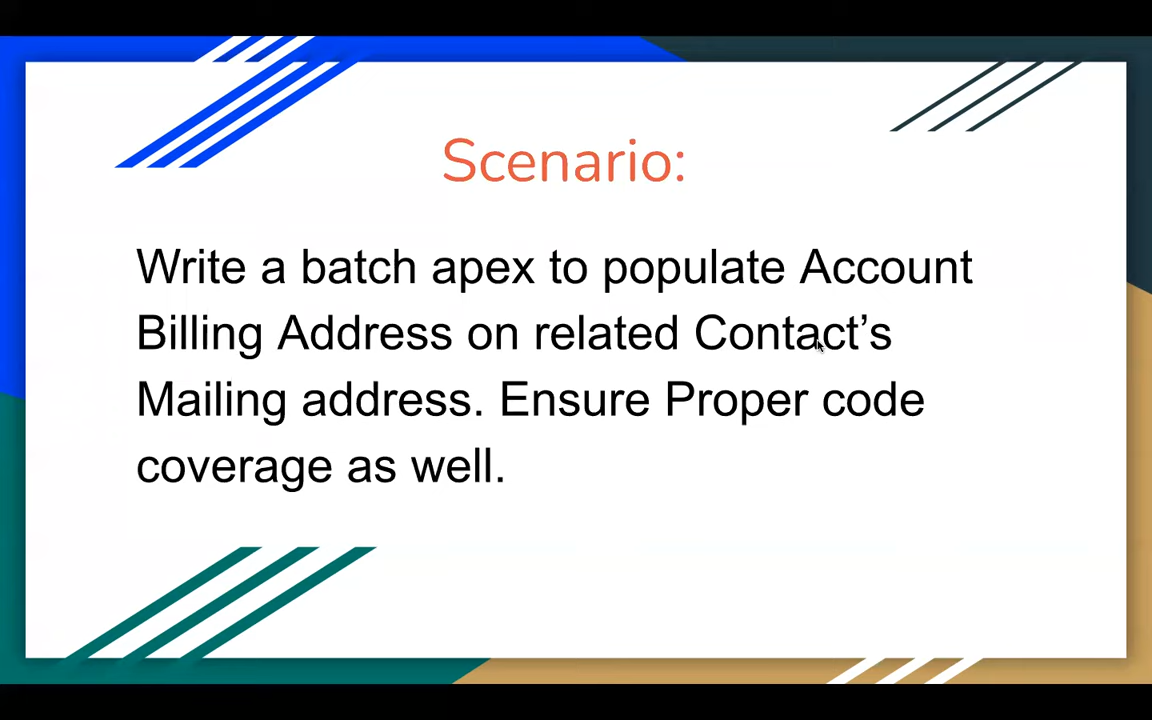 Scenario:
Write a batch apex to populate Account
Billing Address on related Contact’s
Mailing address. Ensure Proper code
coverage as well.